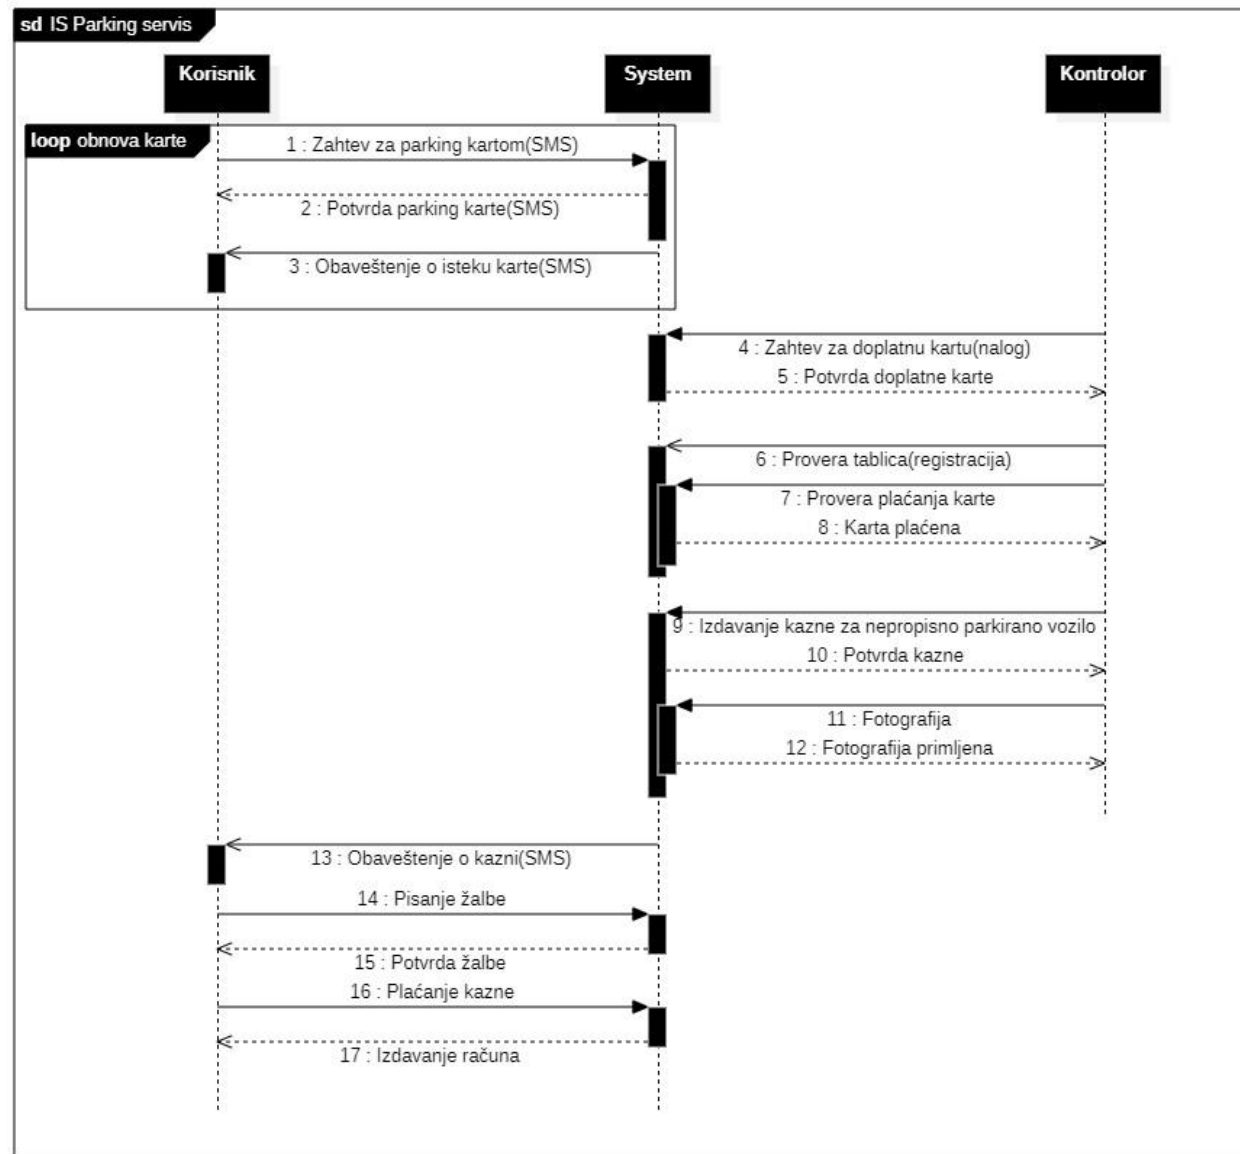 sd IS Parking servis
Korisnik
System
Kontrolor
loop obnova karte
1 : Zahtev za parking kartom(SMS)
2 : Potvrda parking karte(SMS)
3 : Obaveštenje o isteku karte(SMS)
4 : Zahtev za doplatnu kartu(nalog)
5 : Potvrda doplatne karte
6 : Provera tablica(registracija)
7 : Provera plaćanja karte
8 : Karta plaćena
9 : Izdavanje kazne za nepropisno parkirano vozilo
10 : Potvrda kazne
11 : Fotografija
12 : Fotografija primljena
13 : Obaveštenje o kazni(SMS)
14 : Pisanje žalbe
15 : Potvrda žalbe
16 : Plaćanje kazne
17 : Izdavanje računa